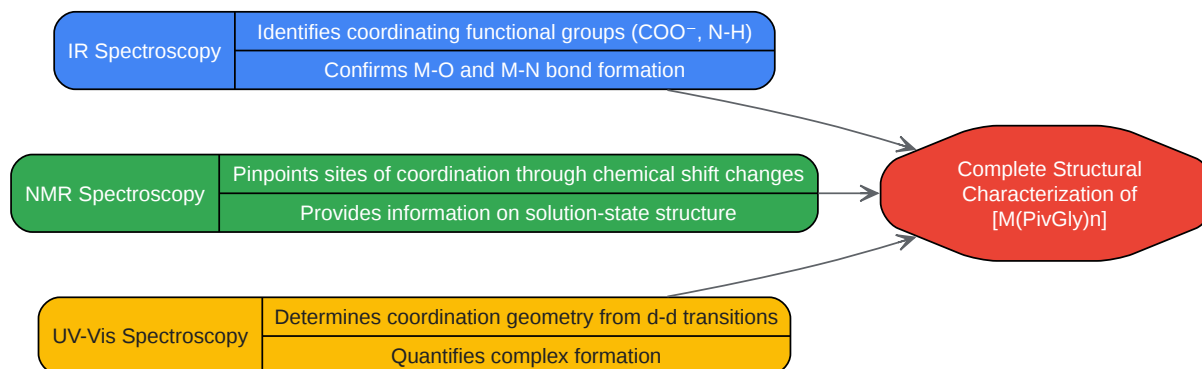 IR Spectroscopy
Identifies coordinating functional groups (COO⁻, N-H)
Confirms M-O and M-N bond formation
NMR Spectroscopy
Pinpoints sites of coordination through chemical shift changes
Provides information on solution-state structure
UV-Vis Spectroscopy
Determines coordination geometry from d-d transitions
Quantifies complex formation
Complete Structural
Characterization of
[M(PivGly)n]